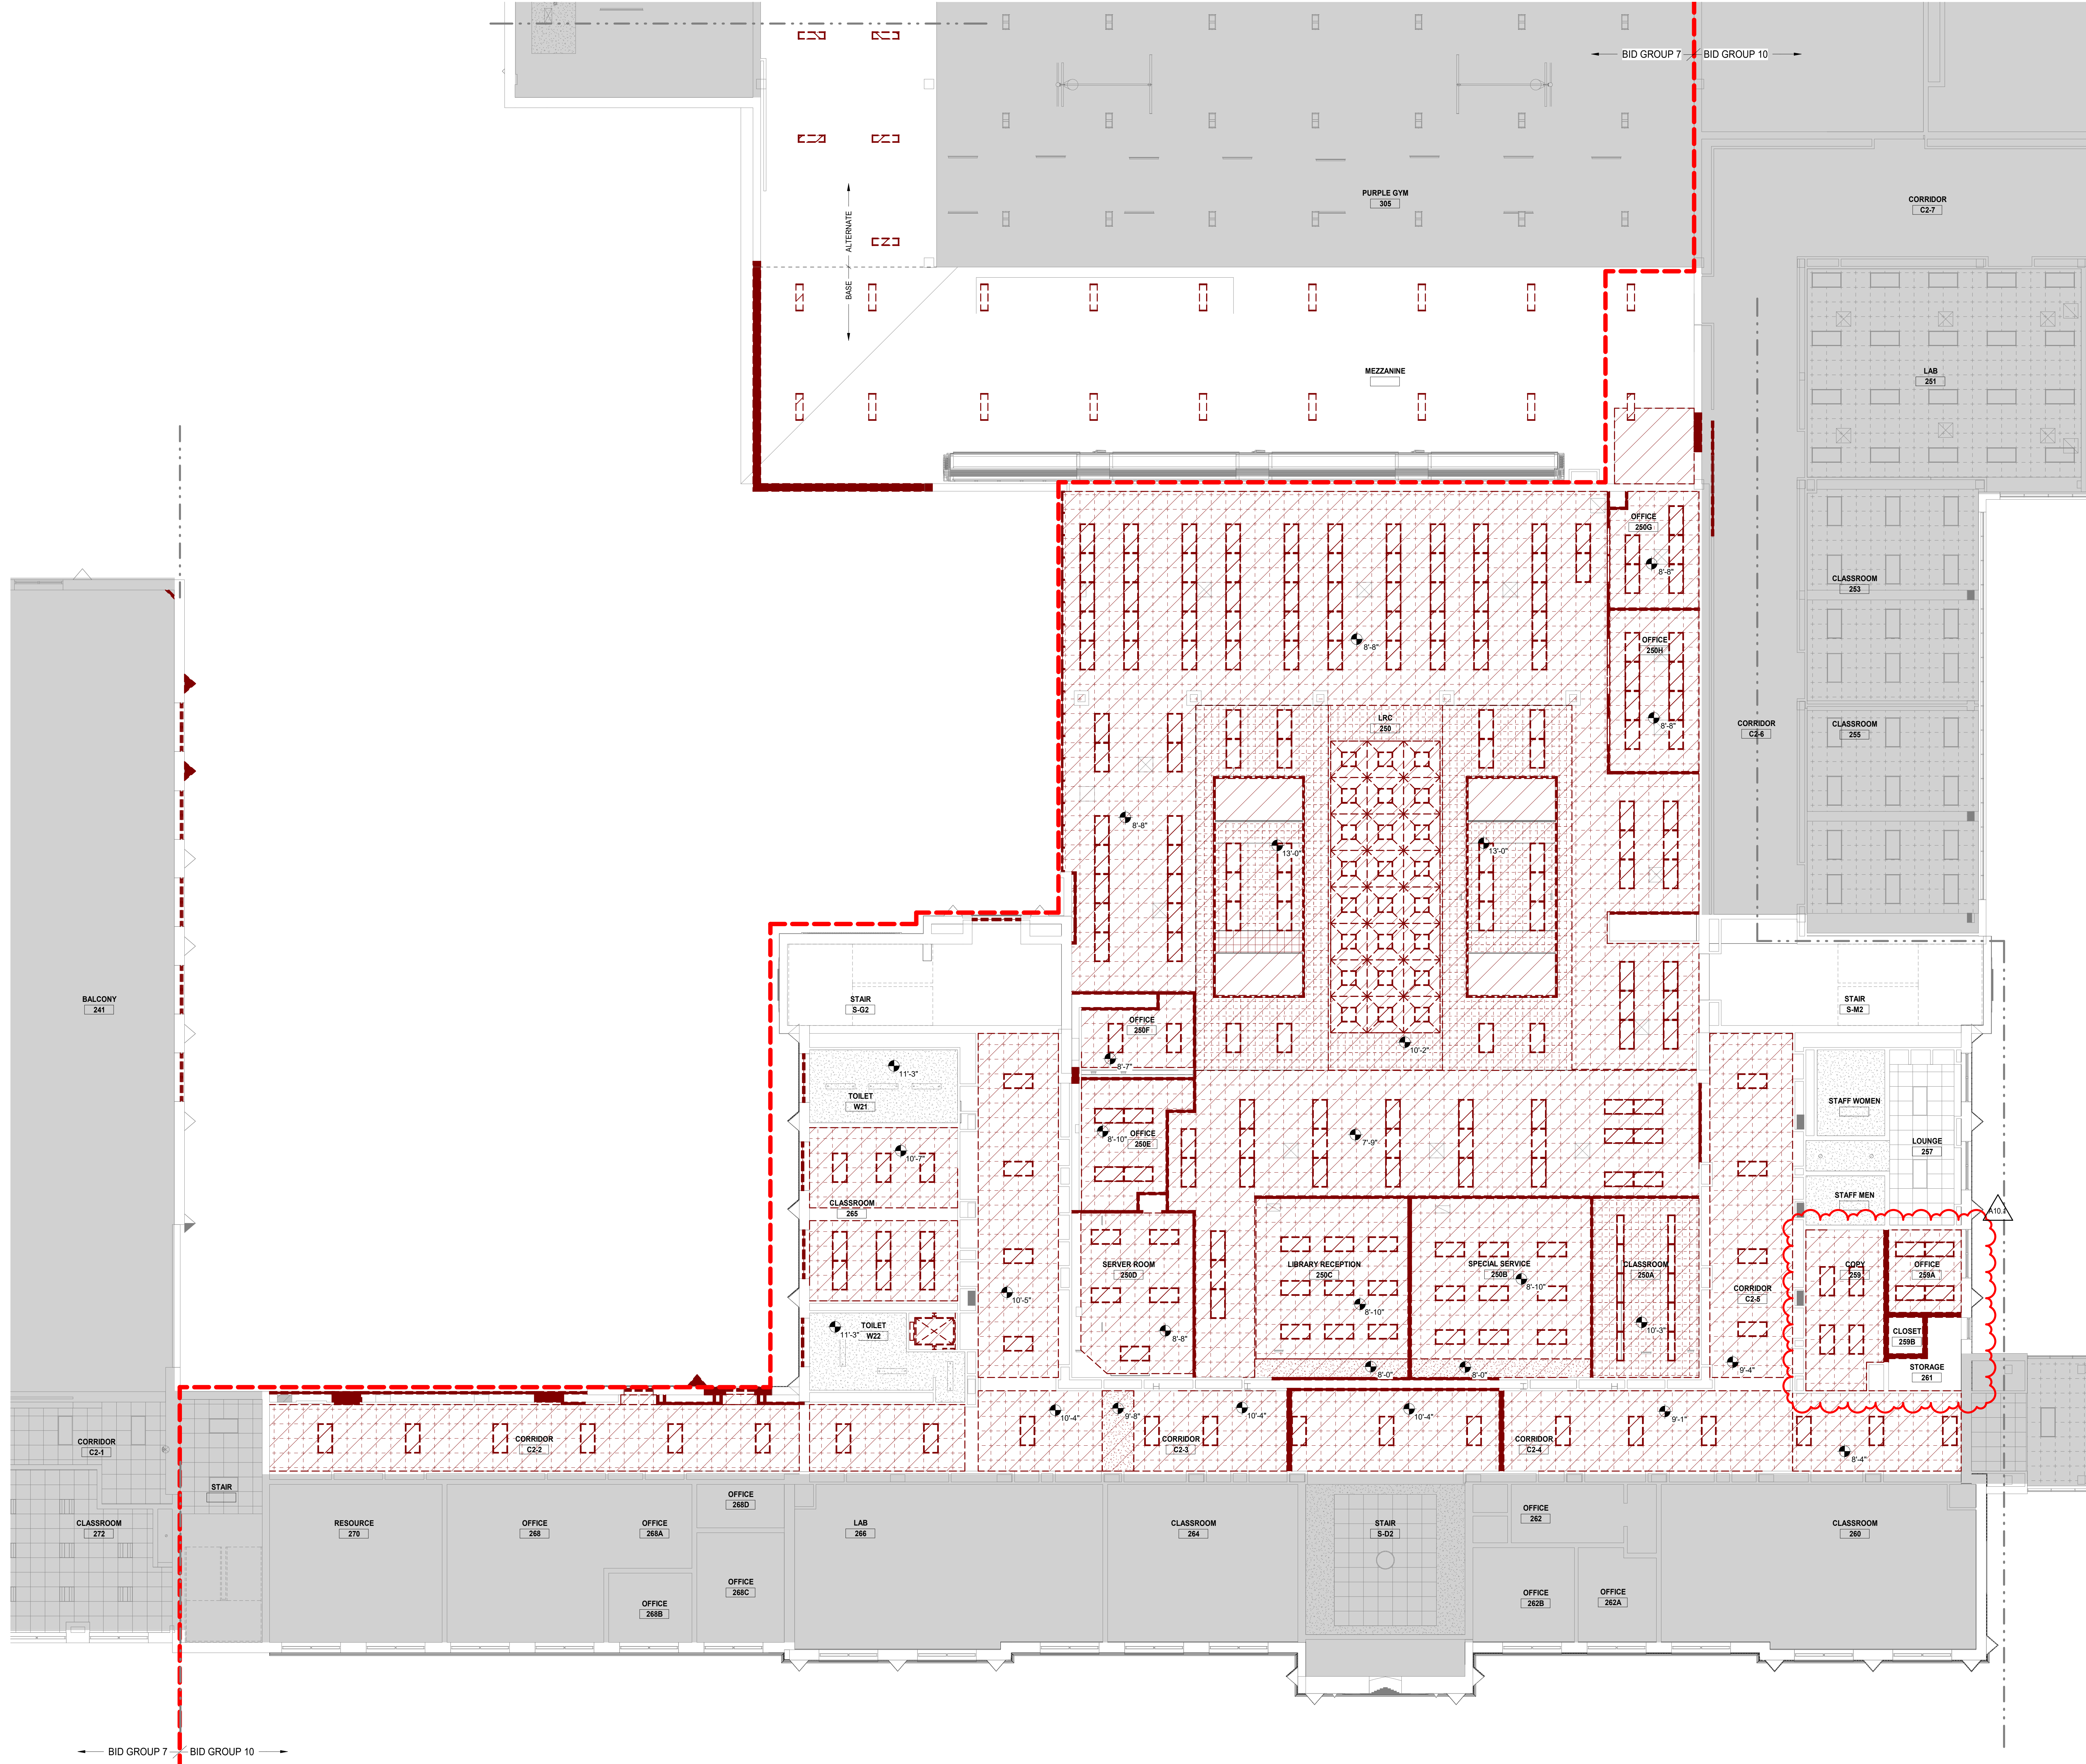 BID GROUP 7
BID GROUP 10
PURPLE GYM
305
CORRIDOR
C2-7
ALTERNATE
BASE
MEZZANINE
LAB
251
OFFICE
250G
8'-8"
CLASSROOM
253
8'-8"
OFFICE
250H
8'-8"
LRC
250
CORRIDOR
C2-6
CLASSROOM
255
8'-8"
13'-0"
13'-0"
BALCONY
241
STAIR
S-G2
STAIR
S-M2
OFFICE
250F
8'-7"
10'-2"
11'-3"
TOILET
W21
STAFF WOMEN
OFFICE
250E
8'-10"
7'-9"
LOUNGE
257
10'-7"
STAFF MEN
CLASSROOM
265
SERVER ROOM
250D
LIBRARY RECEPTION
250C
SPECIAL SERVICE
250B
8'-10"
CLASSROOM
250A
COPY
259
OFFICE
259A
10'-5"
8'-10"
CORRIDOR
C2-5
TOILET
W22
11'-3"
8'-8"
10'-3"
CLOSET
259B
9'-4"
STORAGE
261
8'-0"
8'-0"
10'-4"
9'-8"
10'-4"
10'-4"
9'-1"
CORRIDOR
C2-1
CORRIDOR
C2-2
CORRIDOR
C2-3
CORRIDOR
C2-4
8'-4"
STAIR
CLASSROOM
272
RESOURCE
270
OFFICE
268
OFFICE
268A
OFFICE
268D
LAB
266
CLASSROOM
264
STAIR
S-D2
OFFICE
262
CLASSROOM
260
OFFICE
268B
OFFICE
268C
OFFICE
262B
OFFICE
262A
BID GROUP 7
BID GROUP 10